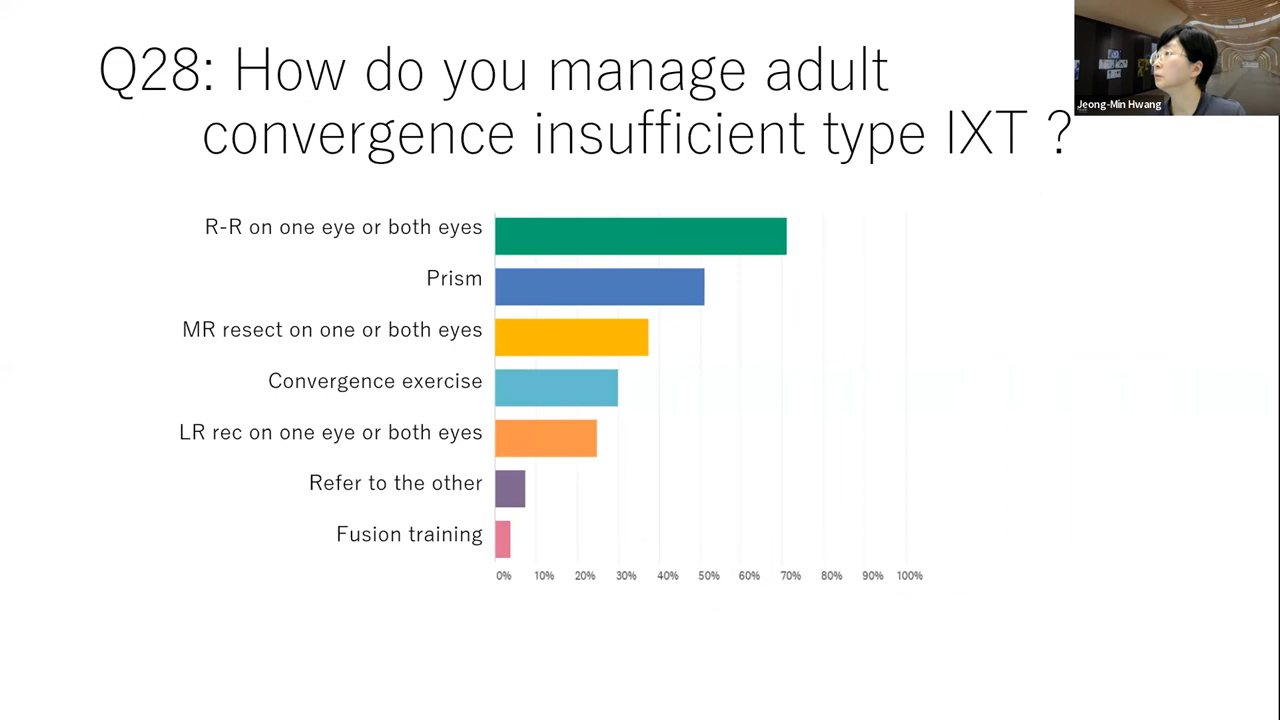 Q28: How do you manage adult
convergence insufficient type IXT ?
Jeong-Min Hwang
R-R on one eye or both eyes
Prism
MR resect on one or both eyes
Convergence exercise
LR rec on one eye or both eyes
Refer to the other
Fusion training
0% 10% 20% 30% 40% 50% 60% 70% 80% 90% 100%